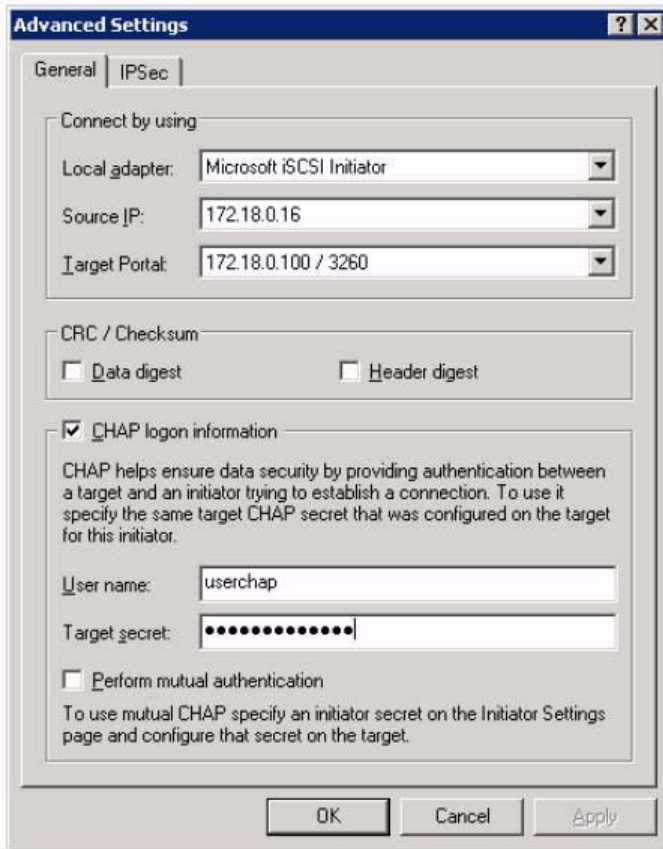 Advanced Settings
General
IPSec
Connect by using
Local adapter: Microsoft iSCSI Initiator
Source IP: 172.18.0.16
Target Portal: 172.18.0.100 / 3260
CRC / Checksum
Data digest
Header digest
CHAP logon information
CHAP helps ensure data security by providing authentication between
a target and an initiator trying to establish a connection. To use it
specify the same target CHAP secret that was configured on the target
for this initiator.
User name: userchap
Target secret: •••••••••••••
Perform mutual authentication
To use mutual CHAP specify an initiator secret on the Initiator Settings
page and configure that secret on the target.
OK
Cancel
Apply